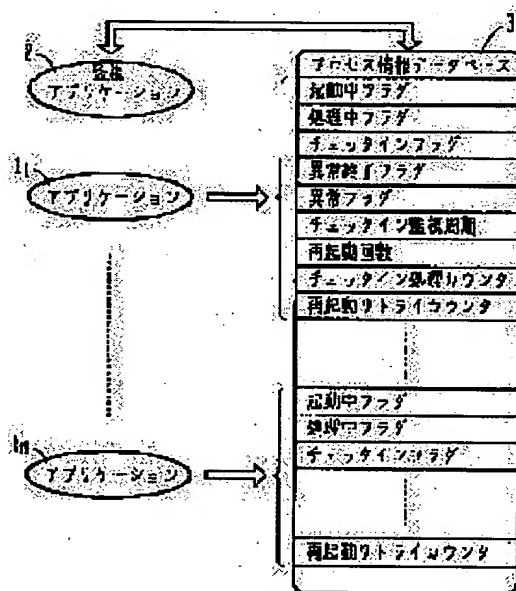 3
2
監視
アプリケーション
プロセス情報データベース
起動中フラグ
処理中フラグ
チェックインフラグ
異常終了フラグ
異常フラグ
チェックイン監視周期
再起動回数
チェックイン処理カウンタ
再起動リトライカウンタ
11
アプリケーション
起動中フラグ
処理中フラグ
チェックインフラグ
再起動リトライカウンタ
1n
アプリケーション